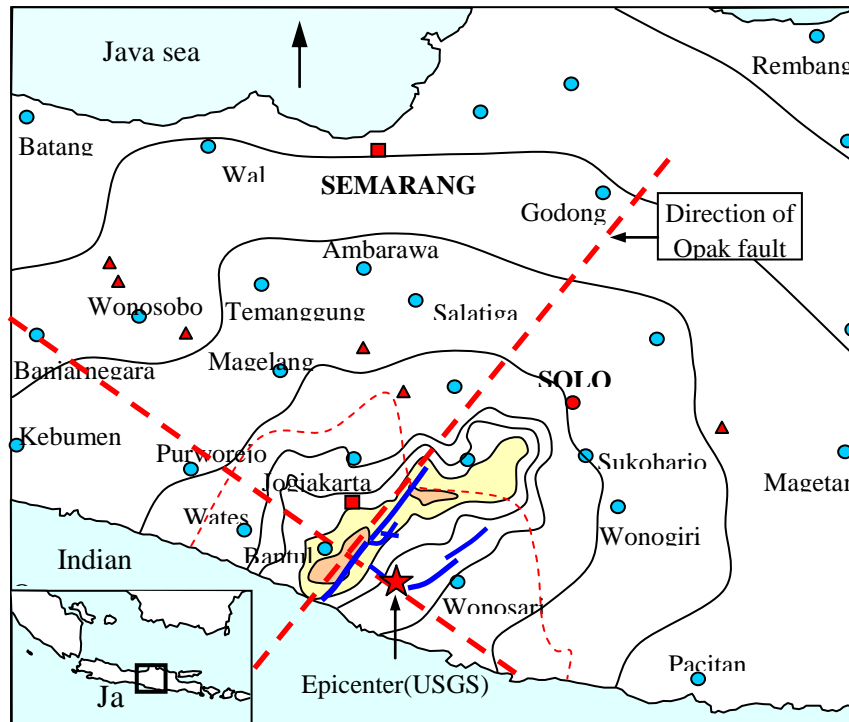 Java sea
Rembang
Batang
Wal
SEMARANG
Godong
Direction of
Opak fault
Ambarawa
Wonosobo
Temanggung
Salatiga
Banjarnegara
Magelang
SOLO
Kebumen
Purworejo
Jogjakarta
Sukoharjo
Magetan
Wates
Wonogiri
Indian
Bantul
Wonosari
Pacitan
Epicenter(USGS)
Ja